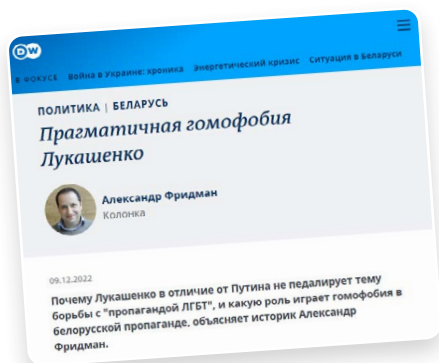 DW
В ФОКУСЕ Война в Украине: хроника Энергетический кризис Ситуация в Беларуси
ПОЛИТИКА | БЕЛАРУСЬ
Прагматичная гомофобия
Лукашенко
Александр Фридман
Колонка
09.12.2022
Почему Лукашенко в отличие от Путина не педалирует тему
борьбы с "пропагандой ЛГБТ", и какую роль играет гомофобия в
белорусской пропаганде, объясняет историк Александр
Фридман.